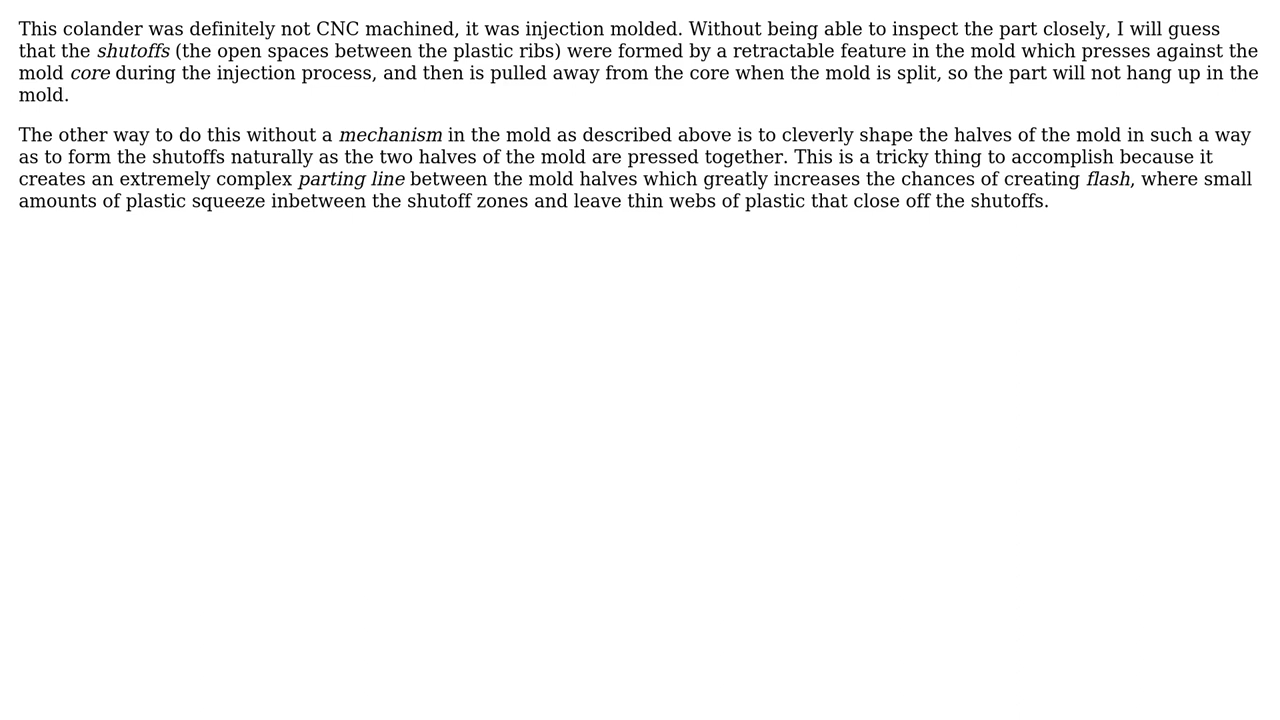 This colander was definitely not CNC machined, it was injection molded. Without being able to inspect the part closely, I will guess
that the shutoffs (the open spaces between the plastic ribs) were formed by a retractable feature in the mold which presses against the
mold core during the injection process, and then is pulled away from the core when the mold is split, so the part will not hang up in the
mold.
The other way to do this without a mechanism in the mold as described above is to cleverly shape the halves of the mold in such a way
as to form the shutoffs naturally as the two halves of the mold are pressed together. This is a tricky thing to accomplish because it
creates an extremely complex parting line between the mold halves which greatly increases the chances of creating flash, where small
amounts of plastic squeeze inbetween the shutoff zones and leave thin webs of plastic that close off the shutoffs.